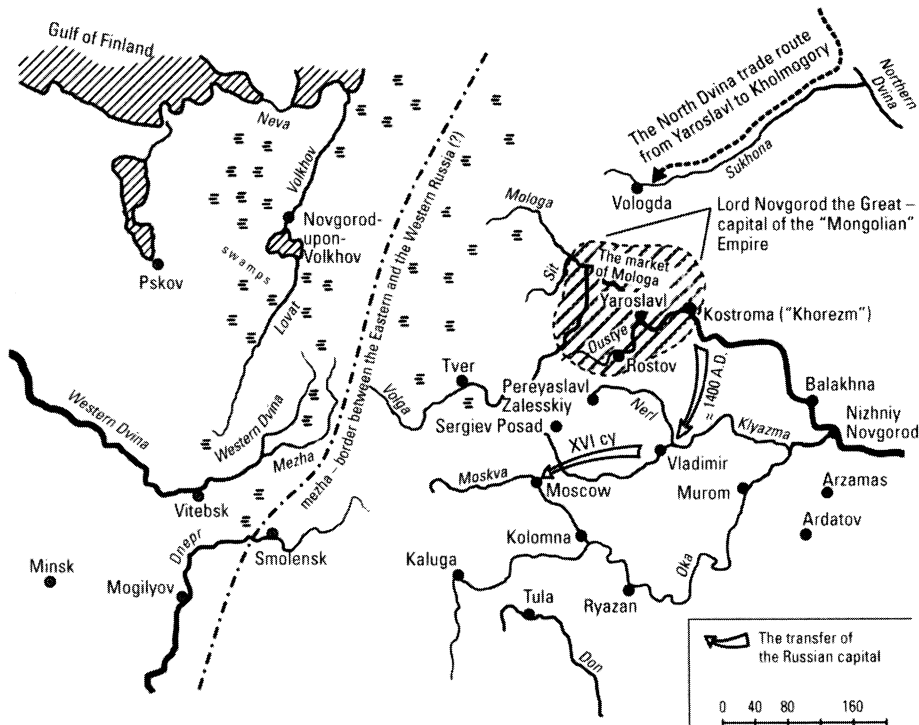 Gulf of Finland
Neva
Volkhov
Novgorod-
upon-
Volkhov
swamps
Pskov
Lovat
mezha – border between the Eastern and the Western Russia (?)
The North Dvina trade route
from Yaroslavl to Kholmogory
Northern
Dvina
Sukhona
Vologda
Lord Novgorod the Great –
capital of the "Mongolian"
Empire
Mologa
Sit
The market
of Mologa
Yaroslavl
Kostroma ("Khorezm")
Ustye
Rostov
Tver
Volga
Pereyaslavl
Zalesskiy
Sergiev Posad
Nerl
≈ 1400 A.D.
Balakhna
Nizhniy
Novgorod
Klyazma
XVI cy
Vladimir
Western Dvina
Western Dvina
Mezha
Vitebsk
Moskva
Moscow
Murom
Arzamas
Ardatov
Dnepr
Smolensk
Kolomna
Oka
Minsk
Mogilyov
Kaluga
Tula
Ryazan
Don
The transfer of
the Russian capital
0 40 80 160